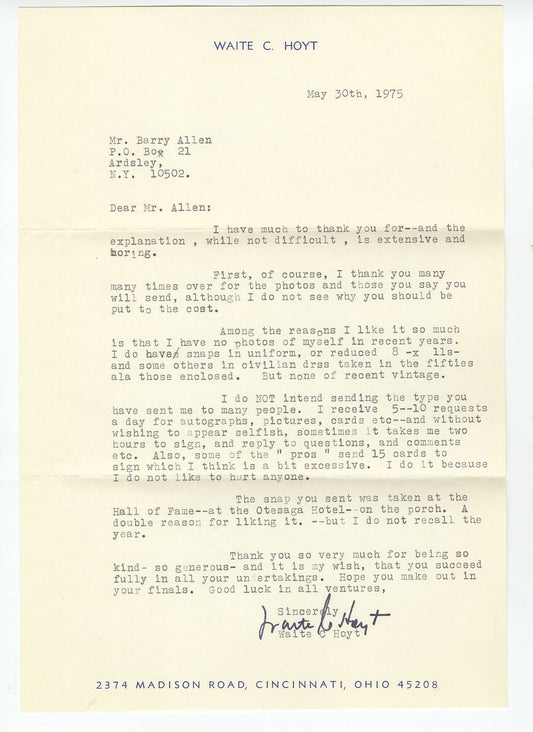 WAITE C. HOYT
May 30th, 1975
Mr. Barry Allen
P.O. Box 21
Ardsley,
N.Y. 10502.
Dear Mr. Allen:
I have much to thank you for--and the
explanation , while not difficult , is extensive and
boring.
First, of course, I thank you many
many times over for the photos and those you say you
will send, although I do not see why you should be
put to the cost.
Among the reasons I like it so much
is that I have no photos of myself in recent years.
I do have snaps in uniform, or reduced 8 -x lls-
and some others in civilian drss taken in the fifties
ala those enclosed. But none of recent vintage.
I do NOT intend sending the type you
have sent me to many people. I receive 5--10 requests
a day for autographs, pictures, cards etc--and without
wishing to appear selfish, sometimes it takes me two
hours to sign, and reply to questions, and comments
etc. Also, some of the " pros " send 15 cards to
sign which I think is a bit excessive. I do it because
I do not like to hurt anyone.
The snap you sent was taken at the
Hall of Fame--at the Otesaga Hotel--on the porch. A
double reason for liking it. --but I do not recall the
year.
Thank you so very much for being so
kind- so generous- and it is my wish, that you succeed
fully in all your undertakings. Hope you make out in
your finals. Good luck in all ventures,
Sincerely
Waite C Hoyt
Waite C Hoyt
2374 MADISON ROAD, CINCINNATI, OHIO 45208